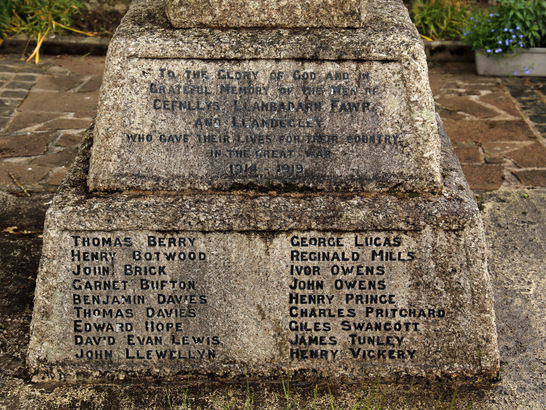 To the Glory of God and in
Grateful Memory of the Men of
Cefnllys, Llanbadarn Fawr,
and Llandegley,
who gave their lives for their country,
in the Great War.
1914 1919
Thomas Berry
Henry Botwood
John Brick
Garnet Bufton
Benjamin Davies
Thomas Davies
Edward Hope
Dav'd Evan Lewis
John Llewellyn
George Lucas
Reginald Mills
Ivor Owens
John Owens
Henry Prince
Charles Pritchard
Giles Swancott
James Tunley
Henry Vickery